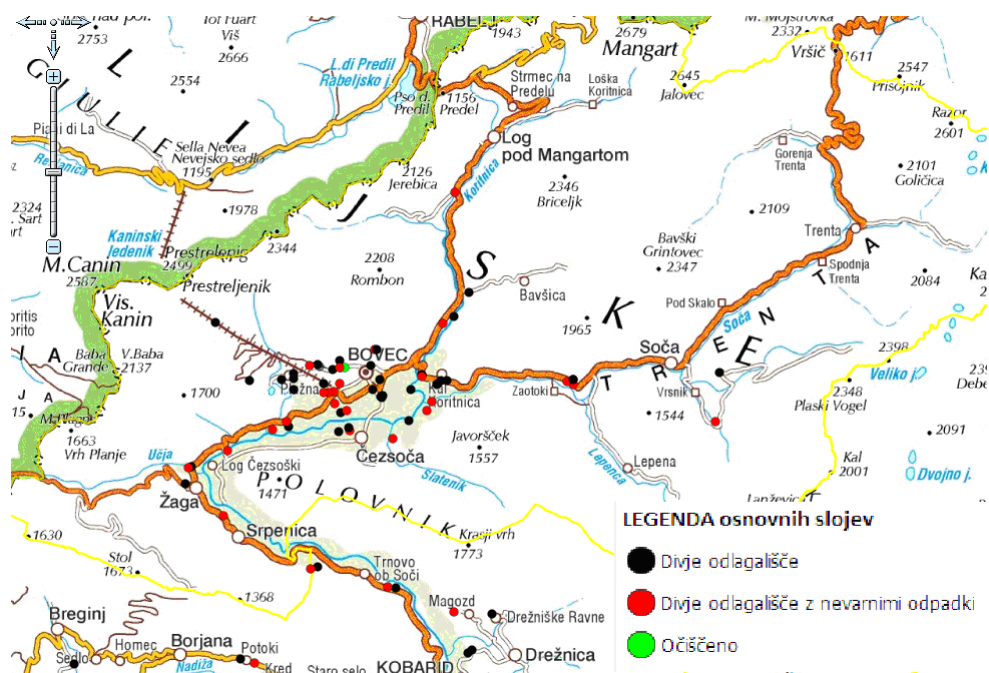 2753
Viš
2666
1943
RABELJ
2679
Mangart
2332
Vršič
1611
2547
Prisojnik
Razor
2601
L.di Predil
Rabeljsko j.
2554
Pso d.
Predil
1156
Predel
Strmec na
Predelu
Loška
Koritnica
2645
Jalovec
Log
pod Mangartom
Sella Nevea
Nevejsko sedlo
1195
2126
Jerebica
Koritnica
2346
Briceljk
Gorenja
Trenta
2101
Goličica
2324
1978
2109
Kaninski
ledenik
Prestreljenik
2499
2344
Trenta
M.Canin
2587
2208
Rombon
Bavški
Grintovec
2347
Spodnja
Trenta
2084
Prestreljenik
Vis.
Kanin
Bavšica
Pod Skalo
Soča
1965
Baba
Grande
V.Baba
2137
BOVEC
Soča
2398
Veliko j.
1700
Kal
Koritnica
Zaotoki
Vrsnik
1544
2348
Plaski Vogel
1663
Vrh Planje
Čezsoča
Javoršček
1557
2091
Učja
Log Čezsoški
Lepenca
Lepena
Kal
2001
Dvojno j.
Slatenik
POLOVNIK
1471
Žaga
Srpenica
Krasji vrh
1773
1630
Stol
1673
Trnovo
ob Soči
1368
Magozd
Drežniške Ravne
Breginj
Homec
Borjana
Potoki
Sedlo
Nadiža
Kred
Staro selo
KOBARID
Drežnica
LEGENDA osnovnih slojev
Divje odlagališče
Divje odlagališče z nevarnimi odpadki
Očiščeno